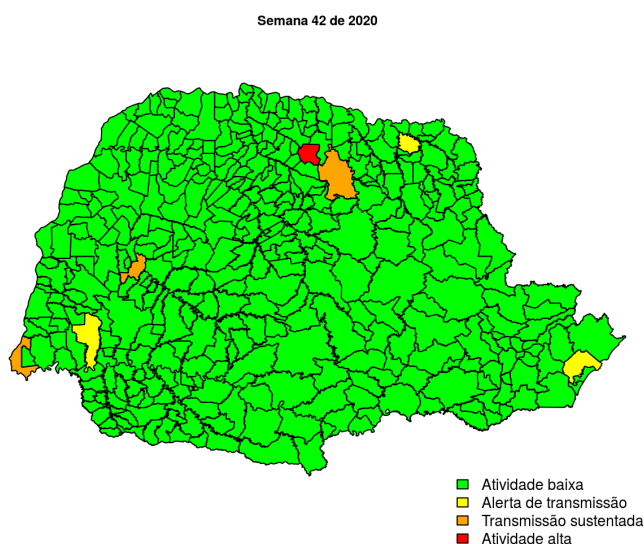 Semana 42 de 2020
Atividade baixa
Alerta de transmissão
Transmissão sustentada
Atividade alta